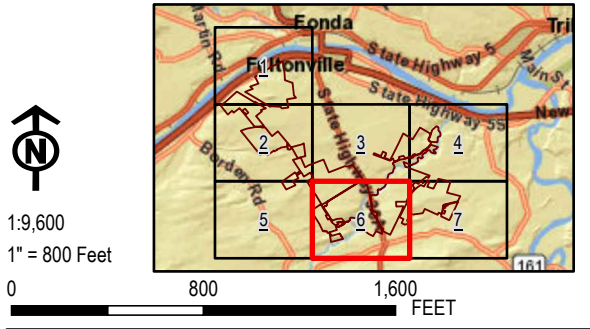 Martin Rd
Fonda
Tri
State Highway 5
Fultonville
Main St
State Highway 5S
New
1
State Highway 30A
2
3
4
Borden Rd
5
6
7
161
N
1:9,600
1" = 800 Feet
0 800 1,600
FEET